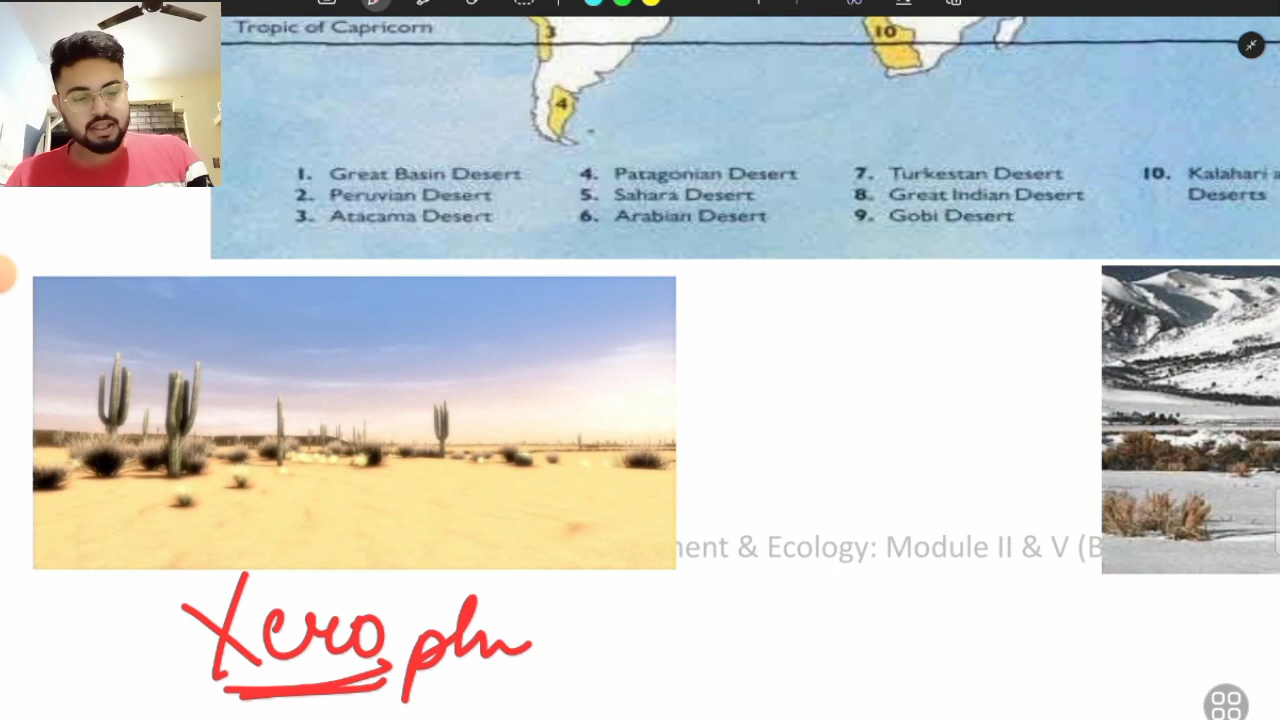 Tropic of Capricorn
3
10
4
1. Great Basin Desert
2. Peruvian Desert
3. Atacama Desert
4. Patagonian Desert
5. Sahara Desert
6. Arabian Desert
7. Turkestan Desert
8. Great Indian Desert
9. Gobi Desert
10. Kalahari a
Deserts
ment & Ecology: Module II & V (B
Xero ph